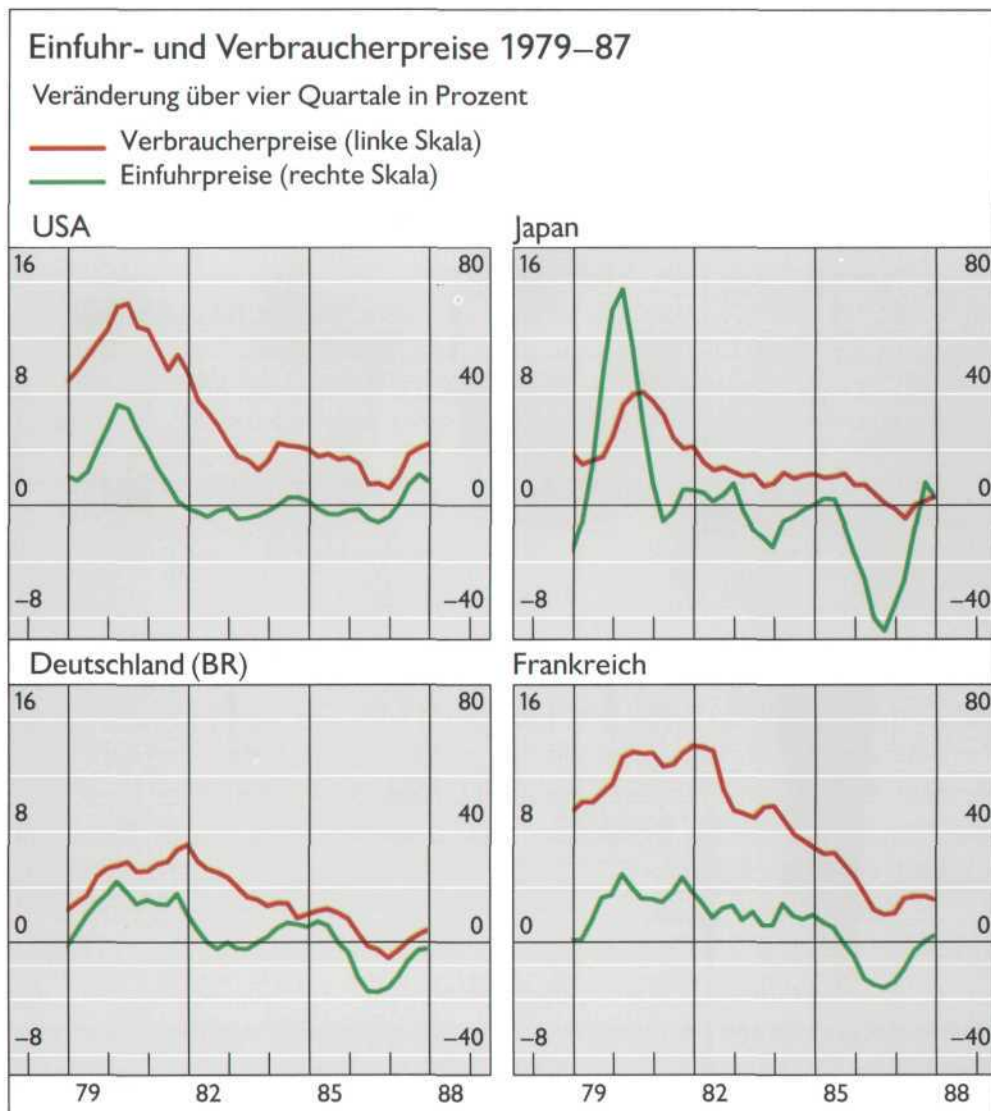 Einfuhr- und Verbraucherpreise 1979–87
Veränderung über vier Quartale in Prozent
Verbraucherpreise (linke Skala)
Einfuhrpreise (rechte Skala)
USA
16 80
8 40
0 0
–8 –40
Japan
16 80
8 40
0 0
–8 –40
Deutschland (BR)
16 80
8 40
0 0
–8 –40
79 82 85 88
Frankreich
16 80
8 40
0 0
–8 –40
79 82 85 88